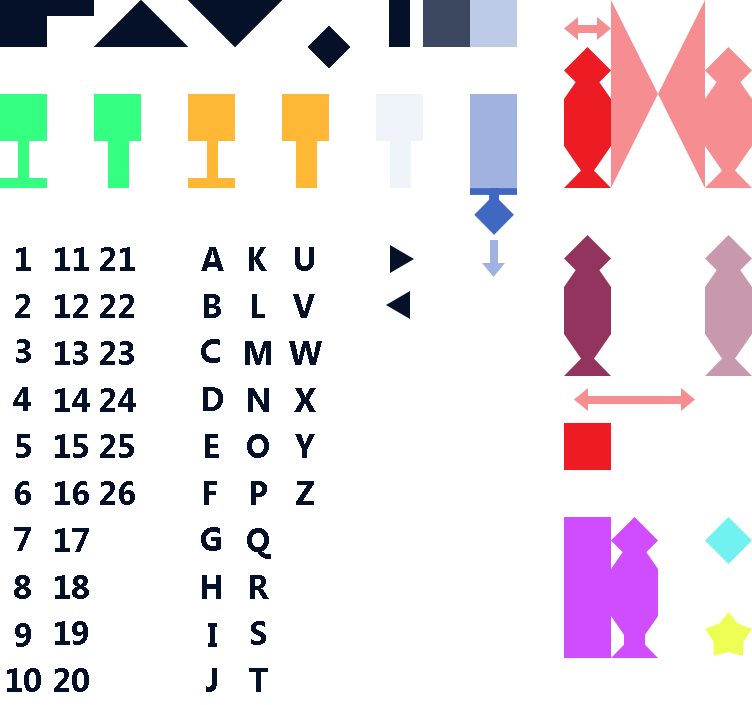 1 11 21 A K U
2 12 22 B L V
3 13 23 C M W
4 14 24 D N X
5 15 25 E O Y
6 16 26 F P Z
7 17 G Q
8 18 H R
9 19 I S
10 20 J T